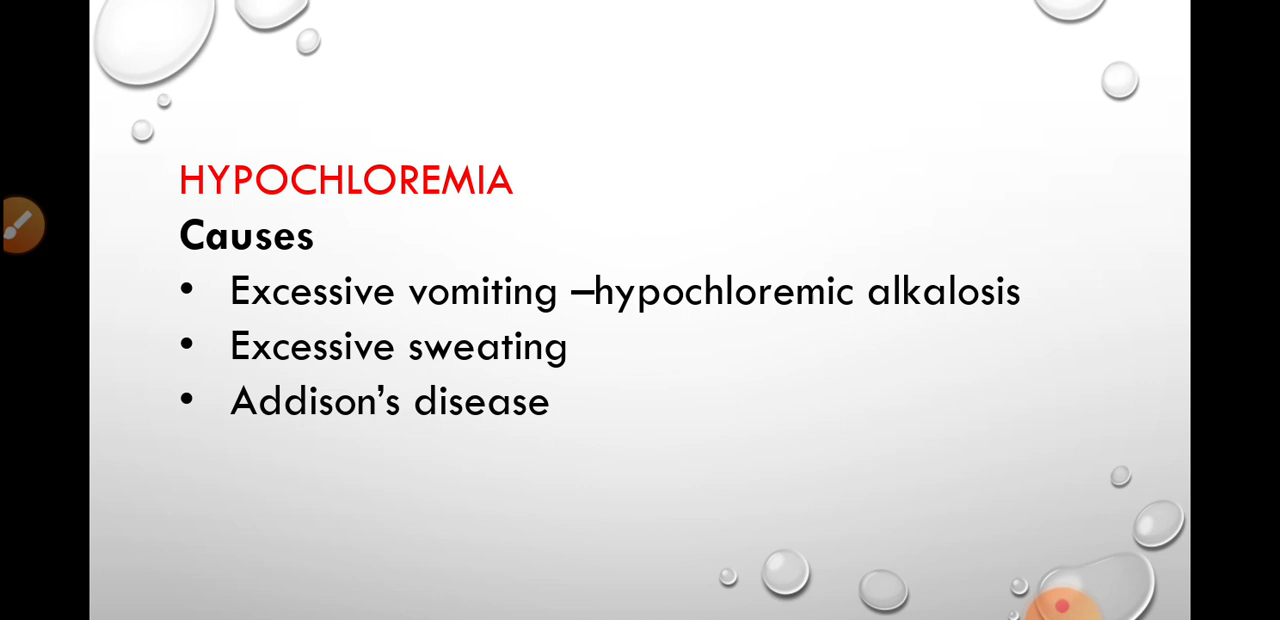 HYPOCHLOREMIA
Causes
• Excessive vomiting –hypochloremic alkalosis
• Excessive sweating
• Addison’s disease